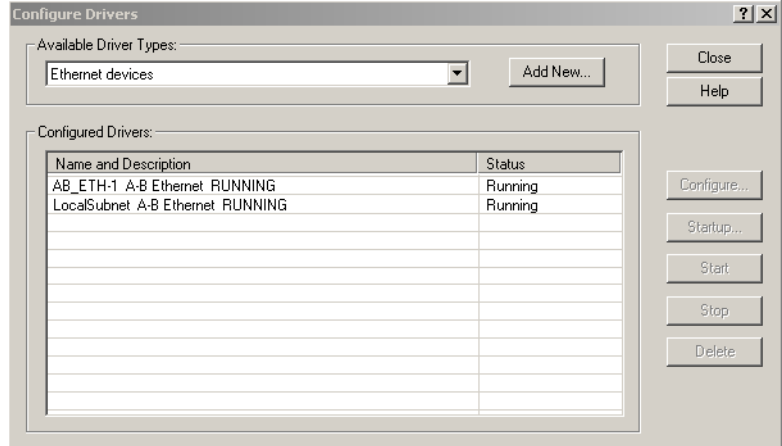 Configure Drivers
Available Driver Types:
Ethernet devices
Add New...
Close
Help
Configured Drivers:
Name and Description Status
AB_ETH-1 A-B Ethernet RUNNING Running
LocalSubnet A-B Ethernet RUNNING Running
Configure...
Startup...
Start
Stop
Delete